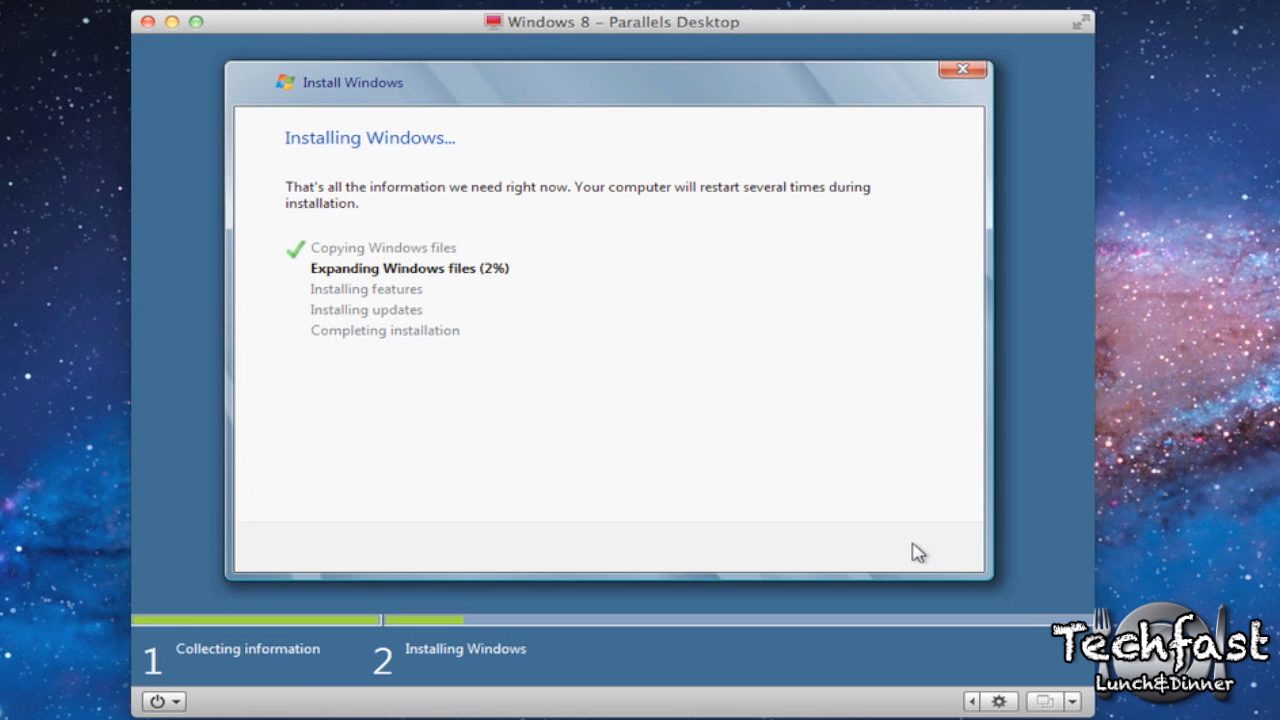 Windows 8 – Parallels Desktop
Install Windows
Installing Windows...
That's all the information we need right now. Your computer will restart several times during
installation.
Copying Windows files
Expanding Windows files (2%)
Installing features
Installing updates
Completing installation
1 Collecting information
2 Installing Windows
Techfast
Lunch&Dinner